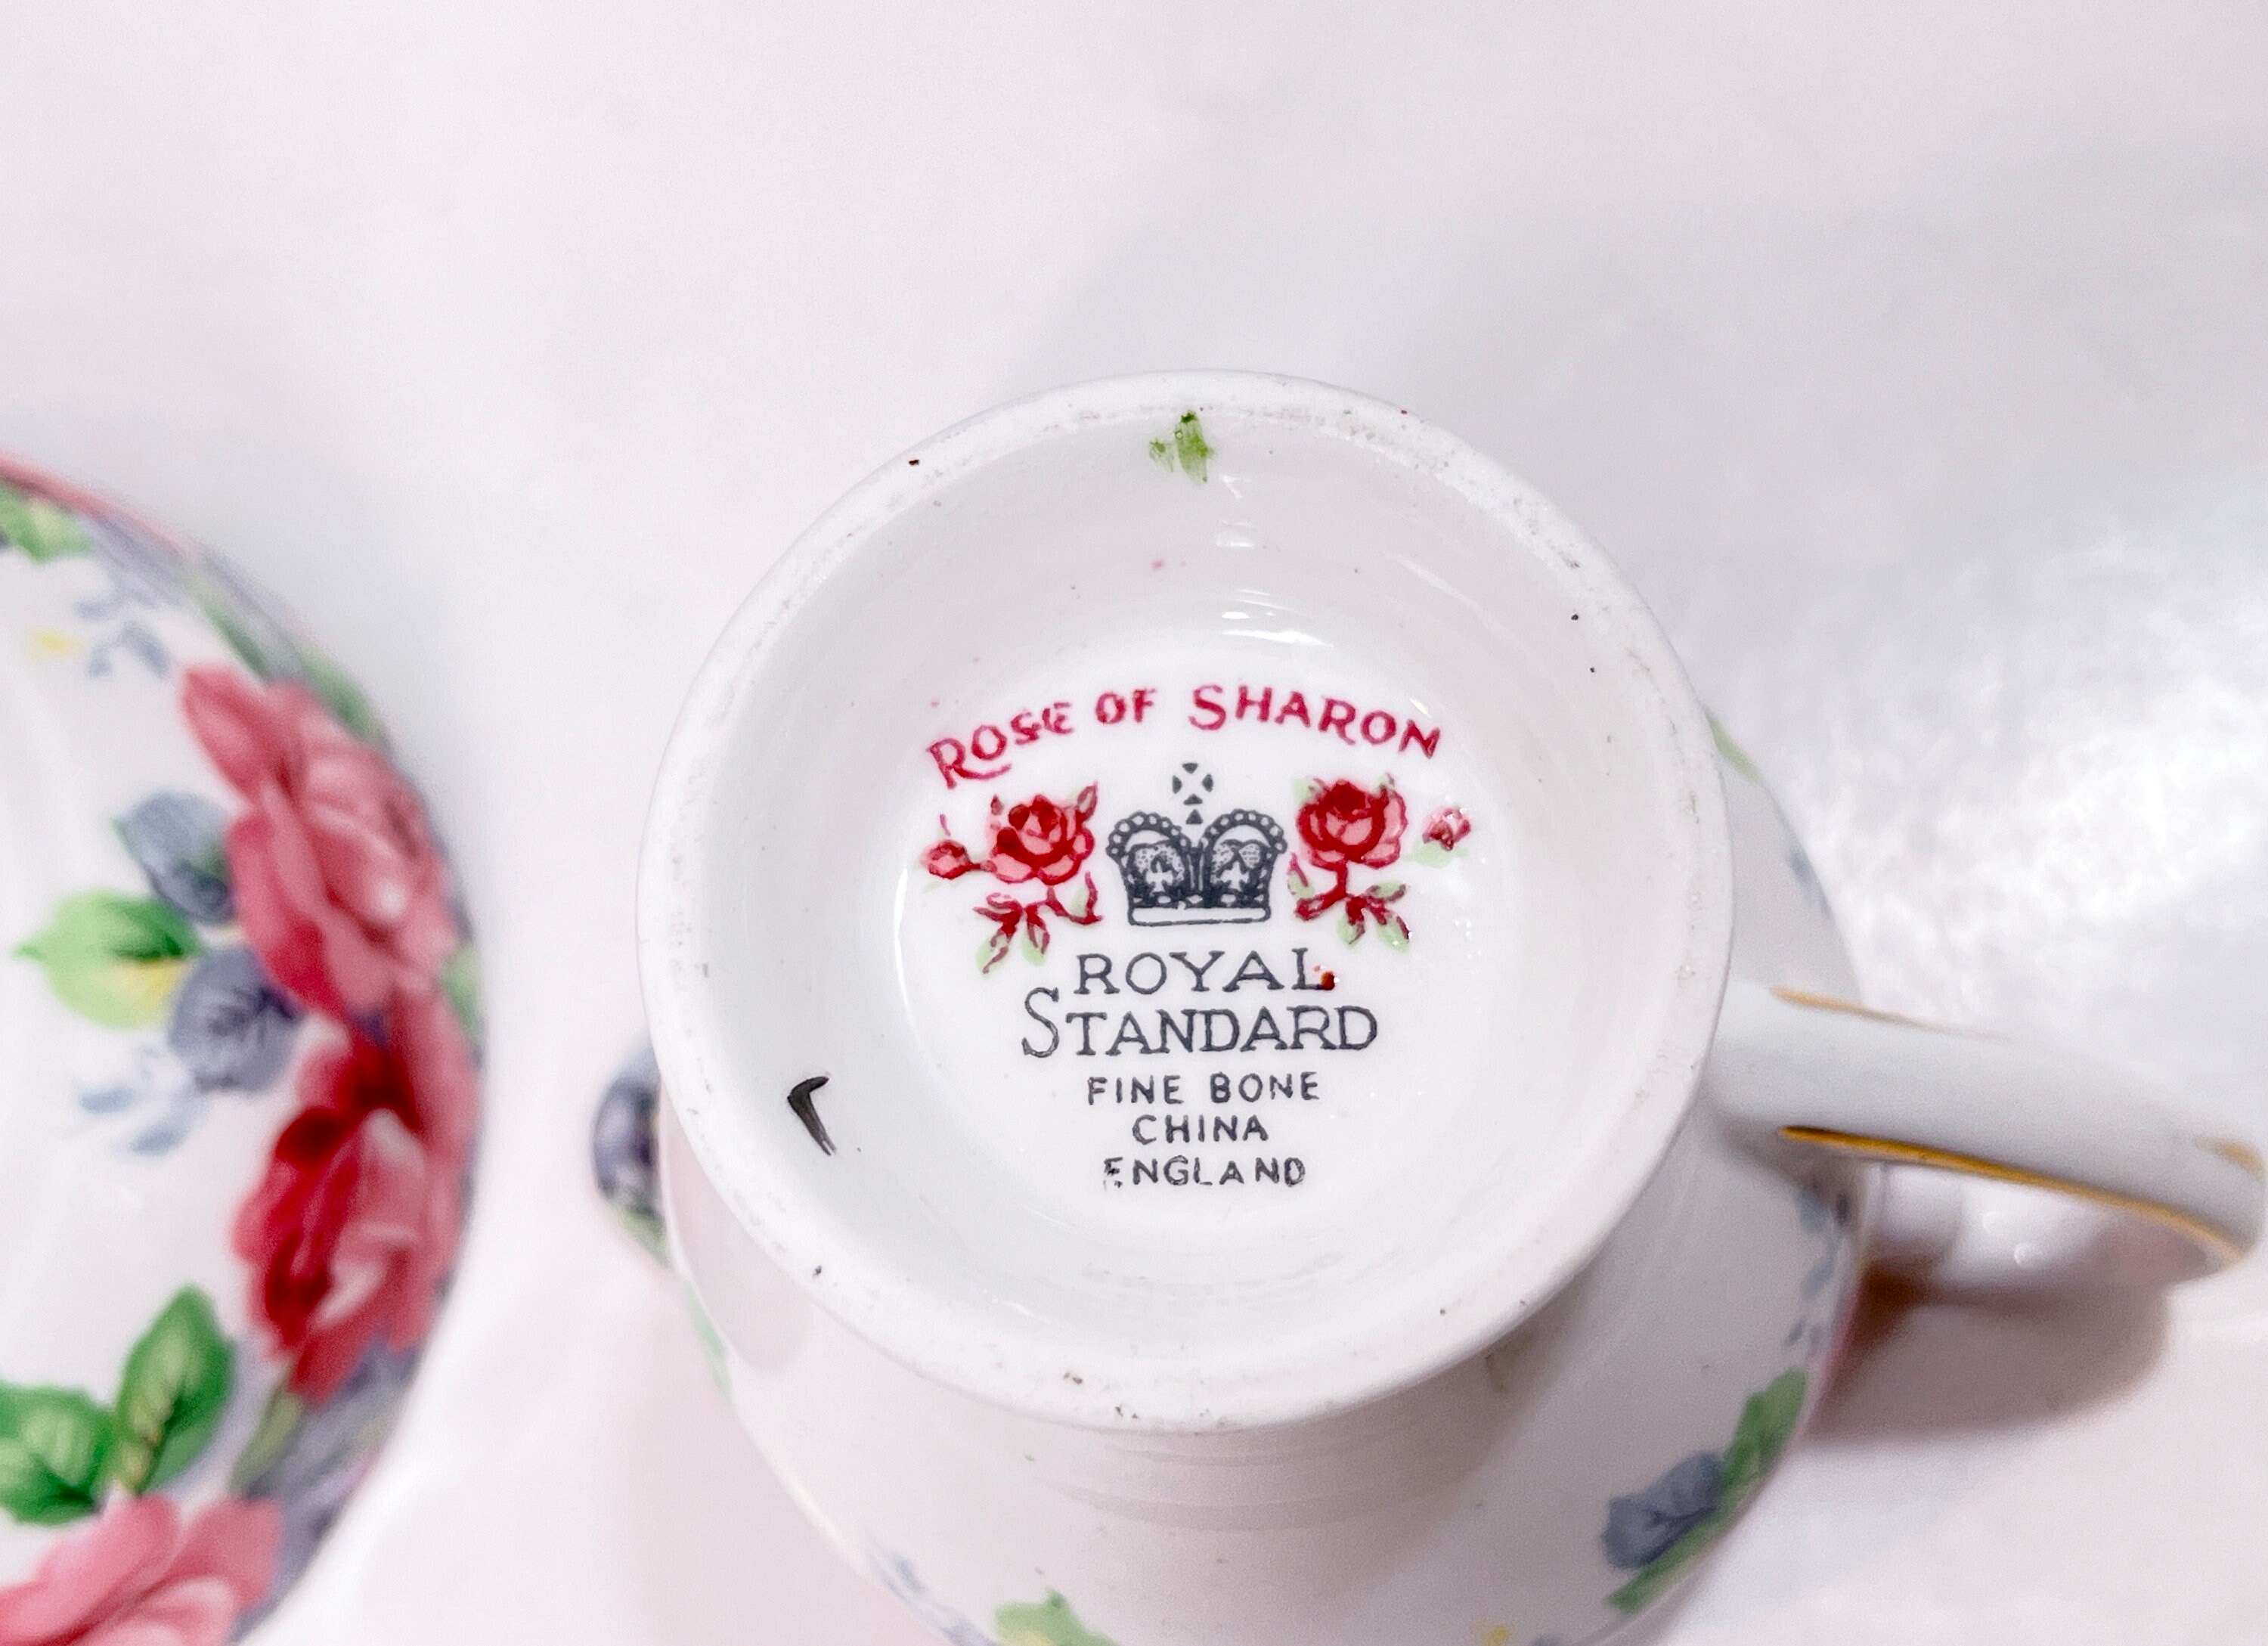 ROSE OF SHARON
ROYAL
STANDARD
FINE BONE
CHINA
ENGLAND